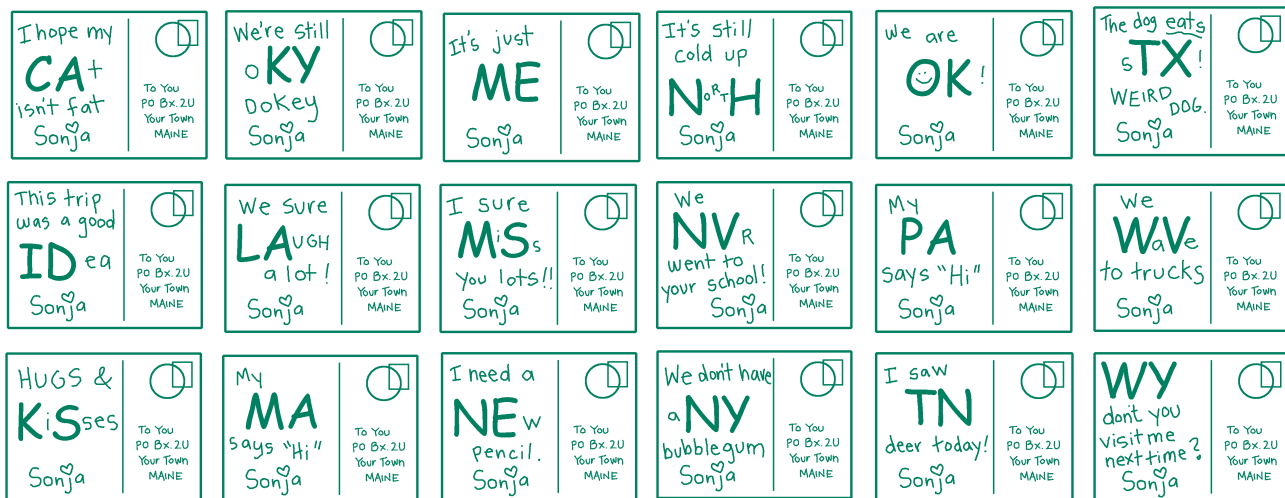 I hope my
CAt
isn't fat
Sonja
To You
PO Bx. 2U
Your Town
MAINE
We're still
oKY
DoKey
Sonja
To You
PO Bx. 2U
Your Town
MAINE
It's just
ME
Sonja
To You
PO Bx. 2U
Your Town
MAINE
It's still
cold up
NoRTH
Sonja
To You
PO Bx. 2U
Your Town
MAINE
We are
OK!
Sonja
To You
PO Bx. 2U
Your Town
MAINE
The dog eats
sTX!
WEIRD
DOG.
Sonja
To You
PO Bx. 2U
Your Town
MAINE
This trip
was a good
IDea
Sonja
To You
PO Bx. 2U
Your Town
MAINE
We sure
LAUGH
a lot!
Sonja
To You
PO Bx. 2U
Your Town
MAINE
I sure
MiSs
you lots!!
Sonja
To You
PO Bx. 2U
Your Town
MAINE
We
NVR
went to
your school!
Sonja
To You
PO Bx. 2U
Your Town
MAINE
My
PA
says "Hi"
Sonja
To You
PO Bx. 2U
Your Town
MAINE
We
WaVe
to trucks
Sonja
To You
PO Bx. 2U
Your Town
MAINE
HUGS &
KiSses
Sonja
To You
PO Bx. 2U
Your Town
MAINE
My
MA
says "Hi"
Sonja
To You
PO Bx. 2U
Your Town
MAINE
I need a
NEw
pencil.
Sonja
To You
PO Bx. 2U
Your Town
MAINE
We don't have
aNY
bubblegum
Sonja
To You
PO Bx. 2U
Your Town
MAINE
I saw
TN
deer today!
Sonja
To You
PO Bx. 2U
Your Town
MAINE
WY
don't you
visit me
next time?
Sonja
To You
PO Bx. 2U
Your Town
MAINE